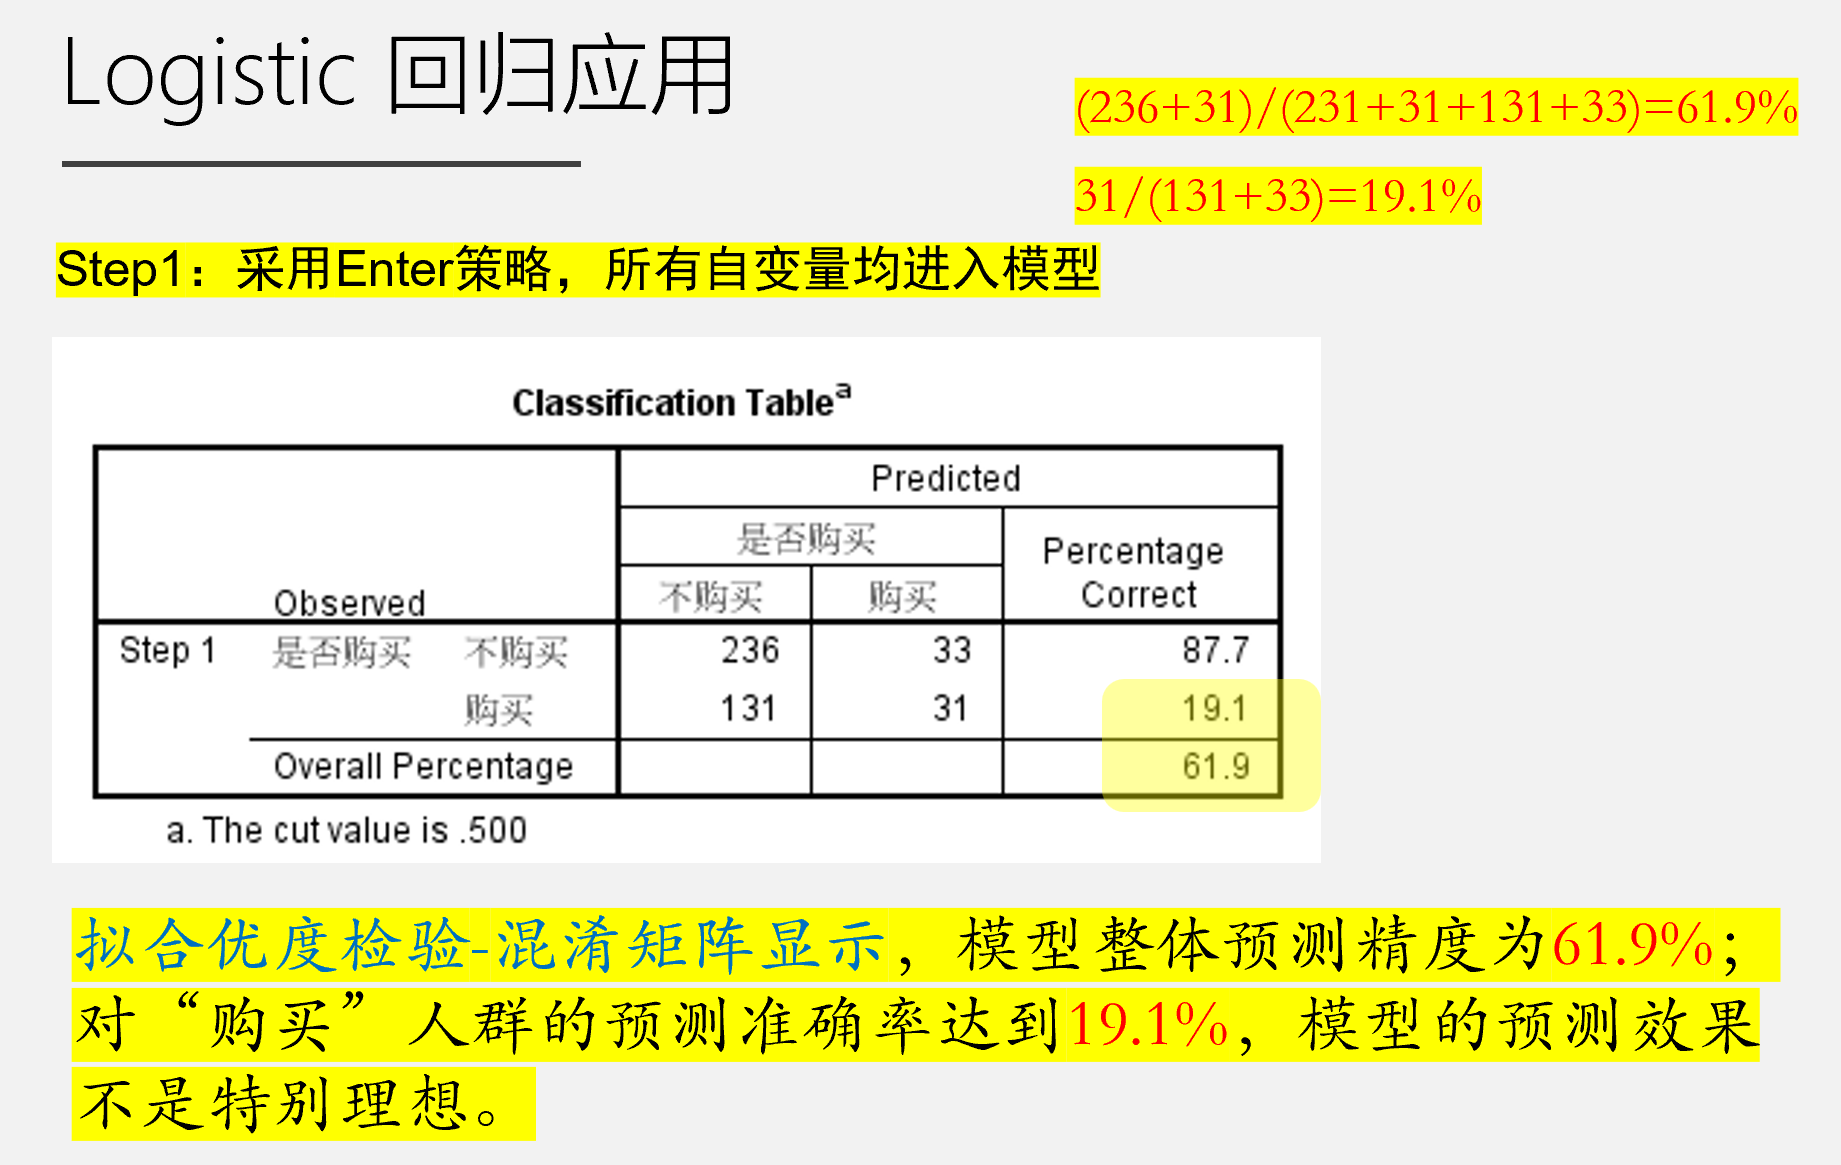 Logistic 回归应用
(236+31)/(231+31+131+33)=61.9%
31/(131+33)=19.1%
Step1：采用Enter策略，所有自变量均进入模型
Classification Tableᵃ
Predicted
是否购买
Percentage Correct
Observed
不购买 购买
Step 1 是否购买 不购买 236 33 87.7
购买 131 31 19.1
Overall Percentage 61.9
a. The cut value is .500
拟合优度检验-混淆矩阵显示，模型整体预测精度为61.9%；
对“购买”人群的预测准确率达到19.1%，模型的预测效果
不是特别理想。